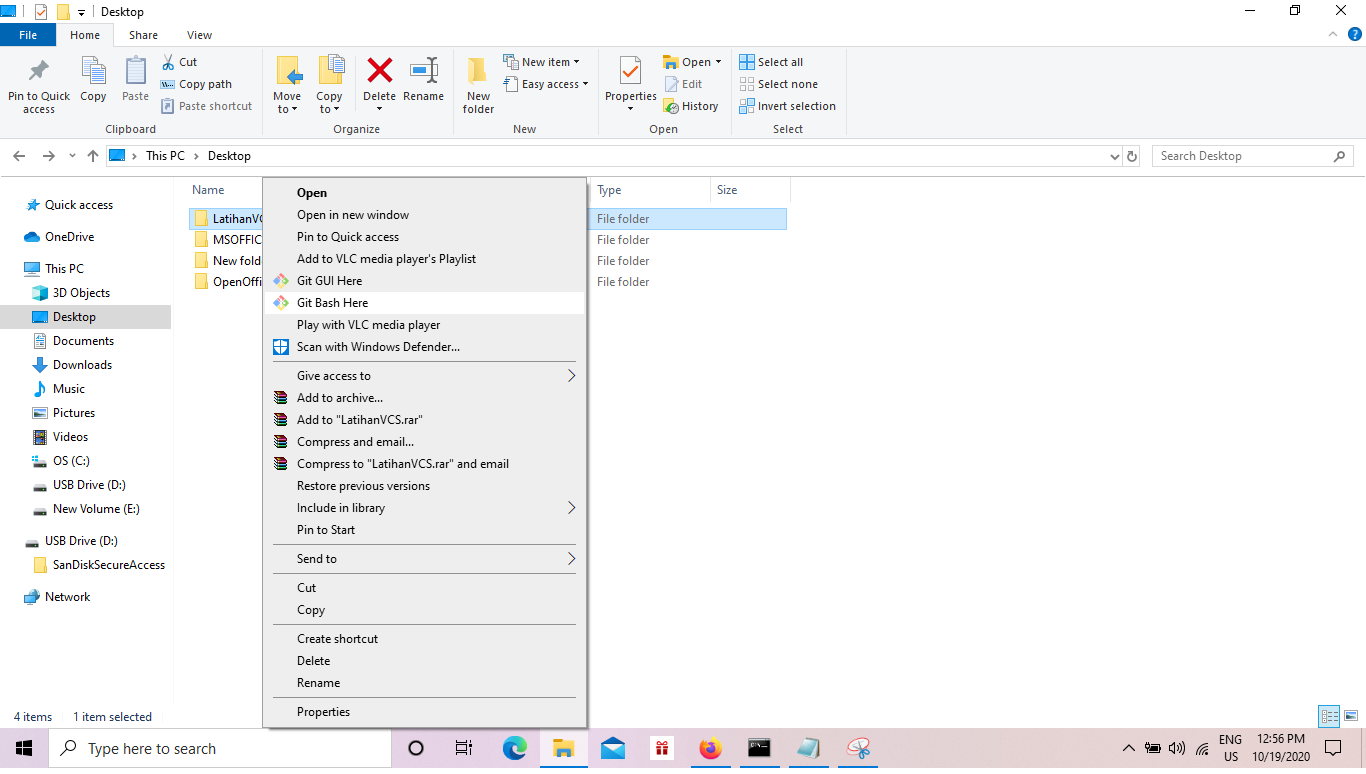 Desktop
File Home Share View
Pin to Quick access
Copy
Paste
Cut
Copy path
Paste shortcut
Clipboard
Move to
Copy to
Delete
Rename
Organize
New folder
New item
Easy access
New
Properties
Open
Edit
History
Open
Select all
Select none
Invert selection
Select
This PC > Desktop
Search Desktop
Quick access
OneDrive
This PC
3D Objects
Desktop
Documents
Downloads
Music
Pictures
Videos
OS (C:)
USB Drive (D:)
New Volume (E:)
USB Drive (D:)
SanDiskSecureAccess
Network
Name Type Size
LatihanVC File folder
MSOFFIC File folder
New fold File folder
OpenOffi File folder
Open
Open in new window
Pin to Quick access
Add to VLC media player's Playlist
Git GUI Here
Git Bash Here
Play with VLC media player
Scan with Windows Defender...
Give access to
Add to archive...
Add to "LatihanVCS.rar"
Compress and email...
Compress to "LatihanVCS.rar" and email
Restore previous versions
Include in library
Pin to Start
Send to
Cut
Copy
Create shortcut
Delete
Rename
Properties
4 items 1 item selected
Type here to search
ENG
US
12:56 PM
10/19/2020